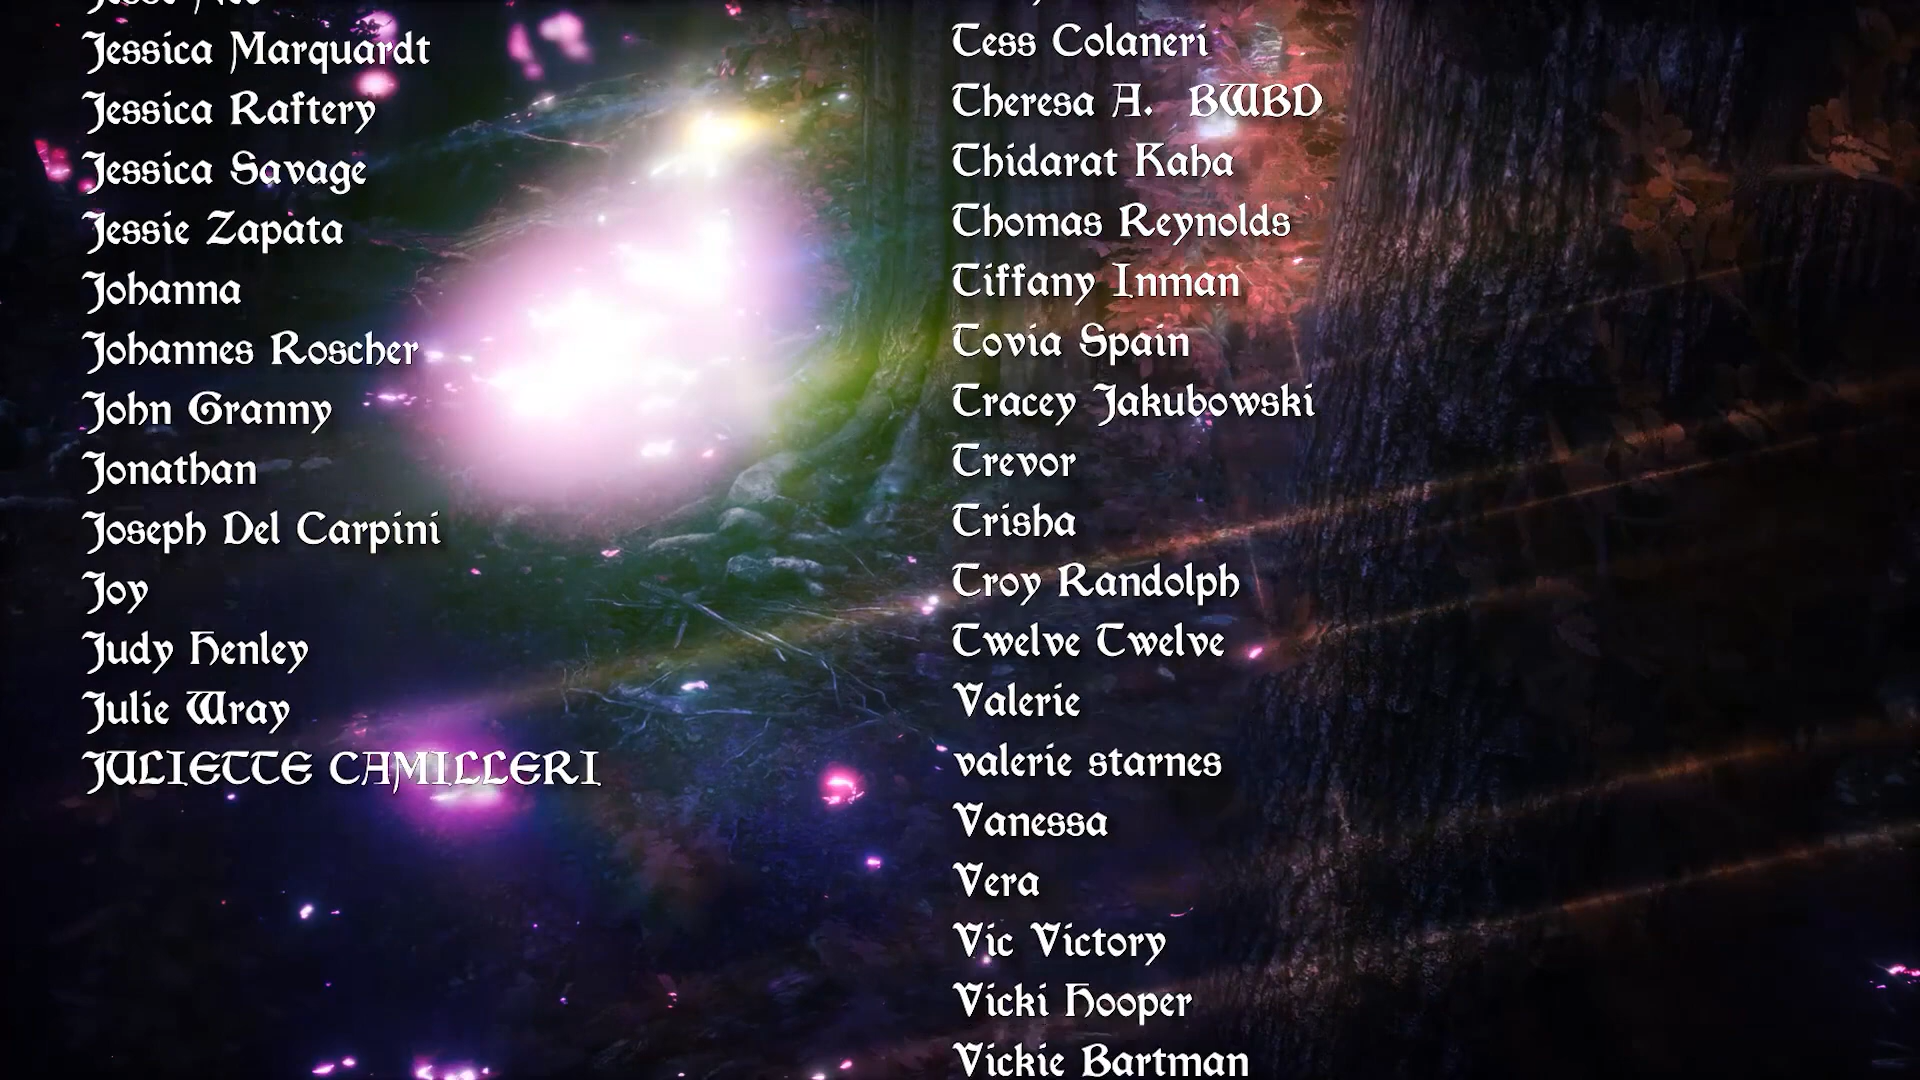 Jessica Marquardt
Jessica Raftery
Jessica Savage
Jessie Zapata
Johanna
Johannes Roscher
John Granny
Jonathan
Joseph Del Carpini
Joy
Judy Henley
Julie Wray
JULIETTE CAMILLERI
Tess Colaneri
Theresa A.  BWBD
Thidarat Kaha
Thomas Reynolds
Tiffany Inman
Tovia Spain
Tracey Jakubowski
Trevor
Trisha
Troy Randolph
Twelve Twelve
Valerie
valerie starnes
Vanessa
Vera
Vic Victory
Vicki Hooper
Vickie Bartman